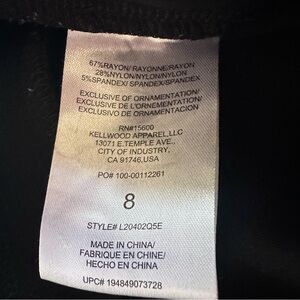 67%RAYON/ RAYONNE/RAYON
28%NYLON/NYLON/NYLON
5%SPANDEX/ SPANDEX/SPANDEX
EXCLUSIVE OF ORNAMENTATION/
EXCLUSIVE DE L'ORNEMENTATION/
EXCLUSIVO DE ORNAMENTACION
RN#15600
KELLWOOD APPAREL,LLC
13071 E.TEMPLE AVE.,
CITY OF INDUSTRY,
CA 91746,USA
PO# 100-00112261
8
STYLE# L20402Q5E
MADE IN CHINA/
FABRIQUE EN CHINE/
HECHO EN CHINA
UPC# 194849073728